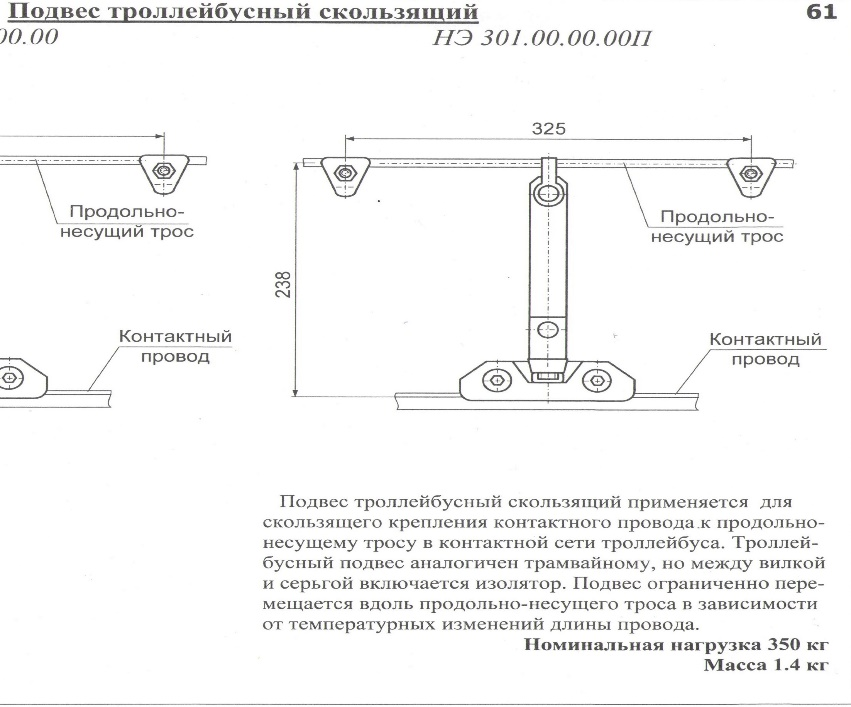 Подвес троллейбусный скользящий
61
00.00
НЭ 301.00.00.00П
325
Продольно-
несущий трос
Продольно-
несущий трос
238
Контактный
провод
Контактный
провод
Подвес троллейбусный скользящий применяется для
скользящего крепления контактного провода к продольно-
несущему тросу в контактной сети троллейбуса. Троллей-
бусный подвес аналогичен трамвайному, но между вилкой
и серьгой включается изолятор. Подвес ограниченно пере-
мещается вдоль продольно-несущего троса в зависимости
от температурных изменений длины провода.
Номинальная нагрузка 350 кг
Масса 1.4 кг